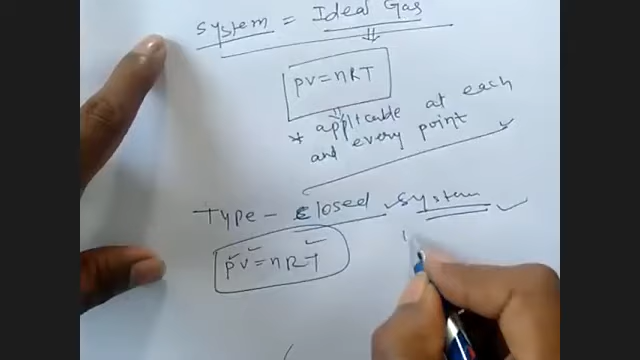 System = Ideal Gas
PV = nRT
* applicable at each
and every point
Type - closed system
PV = nRT